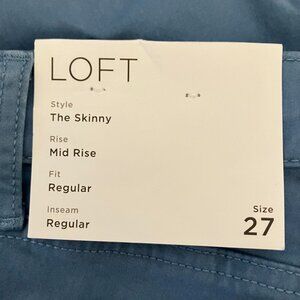 LOFT
Style
The Skinny
Rise
Mid Rise
Fit
Regular
Inseam
Regular
Size
27